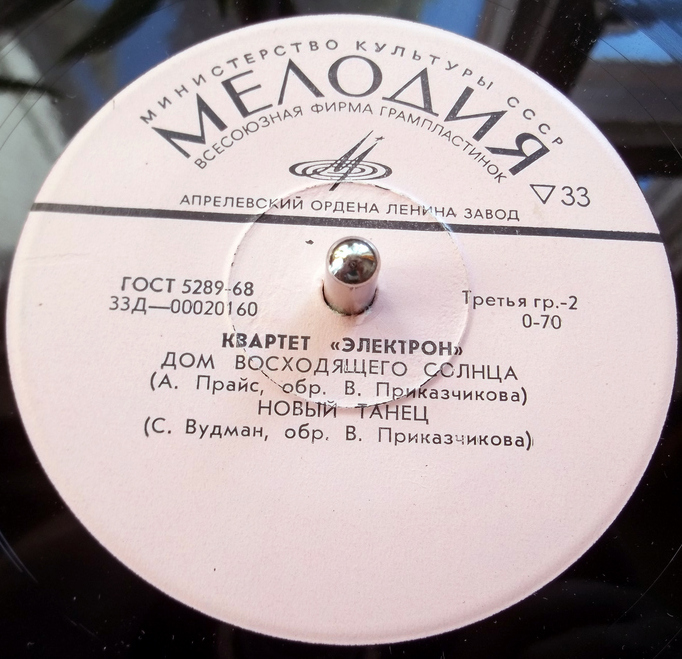 МИНИСТЕРСТВО КУЛЬТУРЫ СССР
МЕЛОДИЯ
ВСЕСОЮЗНАЯ ФИРМА ГРАМПЛАСТИНОК
▽33
АПРЕЛЕВСКИЙ ОРДЕНА ЛЕНИНА ЗАВОД
ГОСТ 5289-68
33Д—00020160
Третья гр.-2
0-70
КВАРТЕТ «ЭЛЕКТРОН»
ДОМ ВОСХОДЯЩЕГО СОЛНЦА
(А. Прайс, обр. В. Приказчикова)
НОВЫЙ ТАНЕЦ
(С. Вудман, обр. В. Приказчикова)